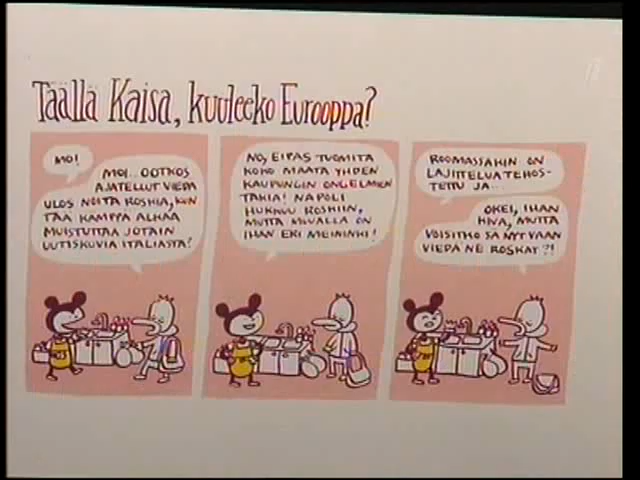 Täällä Kaisa, kuuleeko Eurooppa?
MOI!
MOI.. OOTKOS
AJATELLUT VIEDÄ
ULOS NOITA ROSKIA, KUN
TÄÄ KÄMPPÄ ALKAA
MUISTUTTAA JOTAIN
UUTISKUVIA ITALIASTA?
NO, EIPÄS TUOMITA
KOKO MAATA YHDEN
KAUPUNGIN ONGELMIEN
TAKIA! NAPOLI
HUKKUU ROSKIIN,
MUTTA MUUALLA ON
IHAN ERI MEININKI!
ROOMASSAKIN ON
LAJITTELUA TEHOS-
TETTU JA...
OKEI, IHAN
HYVÄ, MUTTA
VOISITKO SÄ NYT VAAN
VIEDÄ NE ROSKAT?!